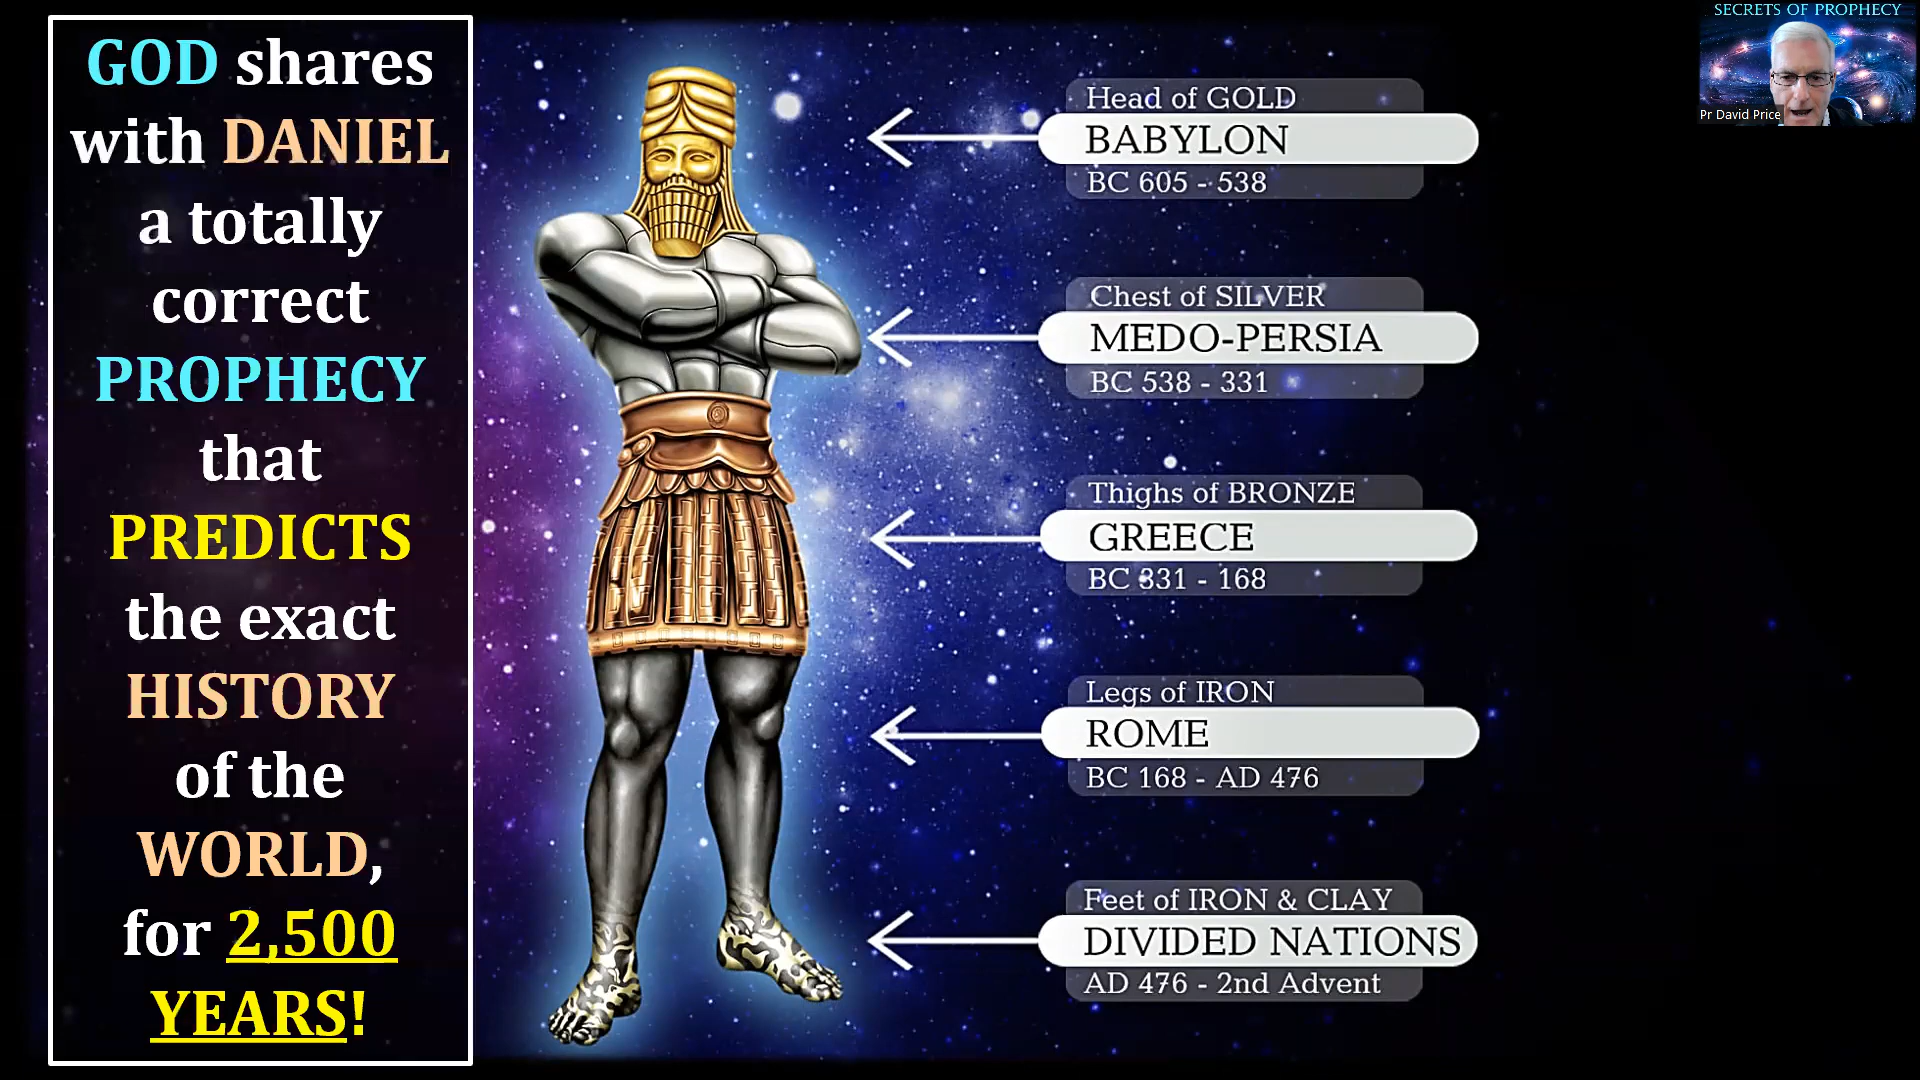 GOD shares
with DANIEL
a totally
correct
PROPHECY
that
PREDICTS
the exact
HISTORY
of the
WORLD,
for 2,500
YEARS!
Head of GOLD
BABYLON
BC 605 - 538
Chest of SILVER
MEDO-PERSIA
BC 538 - 331
Thighs of BRONZE
GREECE
BC 331 - 168
Legs of IRON
ROME
BC 168 - AD 476
Feet of IRON & CLAY
DIVIDED NATIONS
AD 476 - 2nd Advent
SECRETS OF PROPHECY
Pr David Price